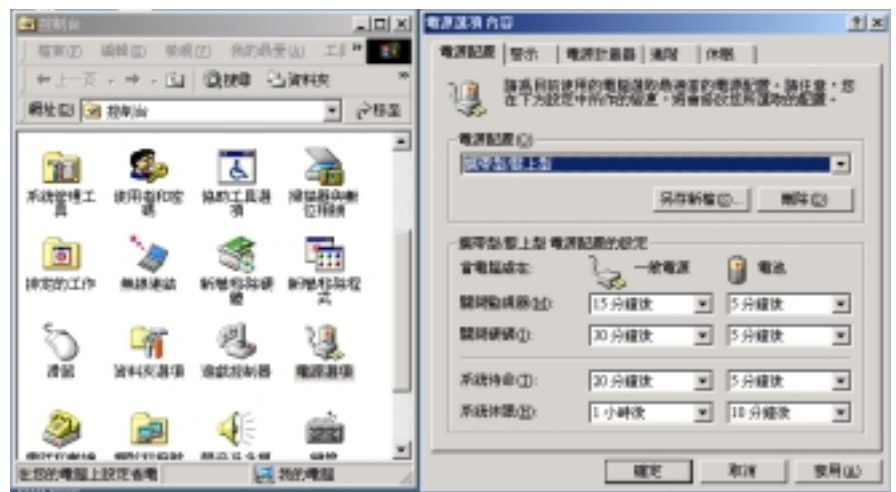 控制台
檔案(F) 編輯(E) 檢視(V) 我的最愛(A) 工具
上一頁 搜尋 資料夾
網址(D) 控制台 移至
系統管理工具
使用者和密碼
協助工具選項
掃描器與數位相機
排定的工作
無線連結
新增移除硬體
新增移除程式
滑鼠
資料夾選項
遊戲控制器
電源選項
在您的電腦上設定省電
我的電腦
電源選項 內容
電源配置 警示 電源計量器 進階 休眠
請為目前使用的電腦選取最適當的電源配置。請注意,您
在下方設定中所作的變更,將會修改您所選取的配置。
電源配置(O)
攜帶型/膝上型
另存新檔(S)... 刪除(D)
攜帶型/膝上型 電源配置的設定
當電腦處在: 一般電源 電池
關閉監視器(M): 15 分鐘後 5 分鐘後
關閉硬碟(I): 30 分鐘後 5 分鐘後
系統待命(T): 20 分鐘後 5 分鐘後
系統休眠(H): 1 小時後 10 分鐘後
確定 取消 套用(A)